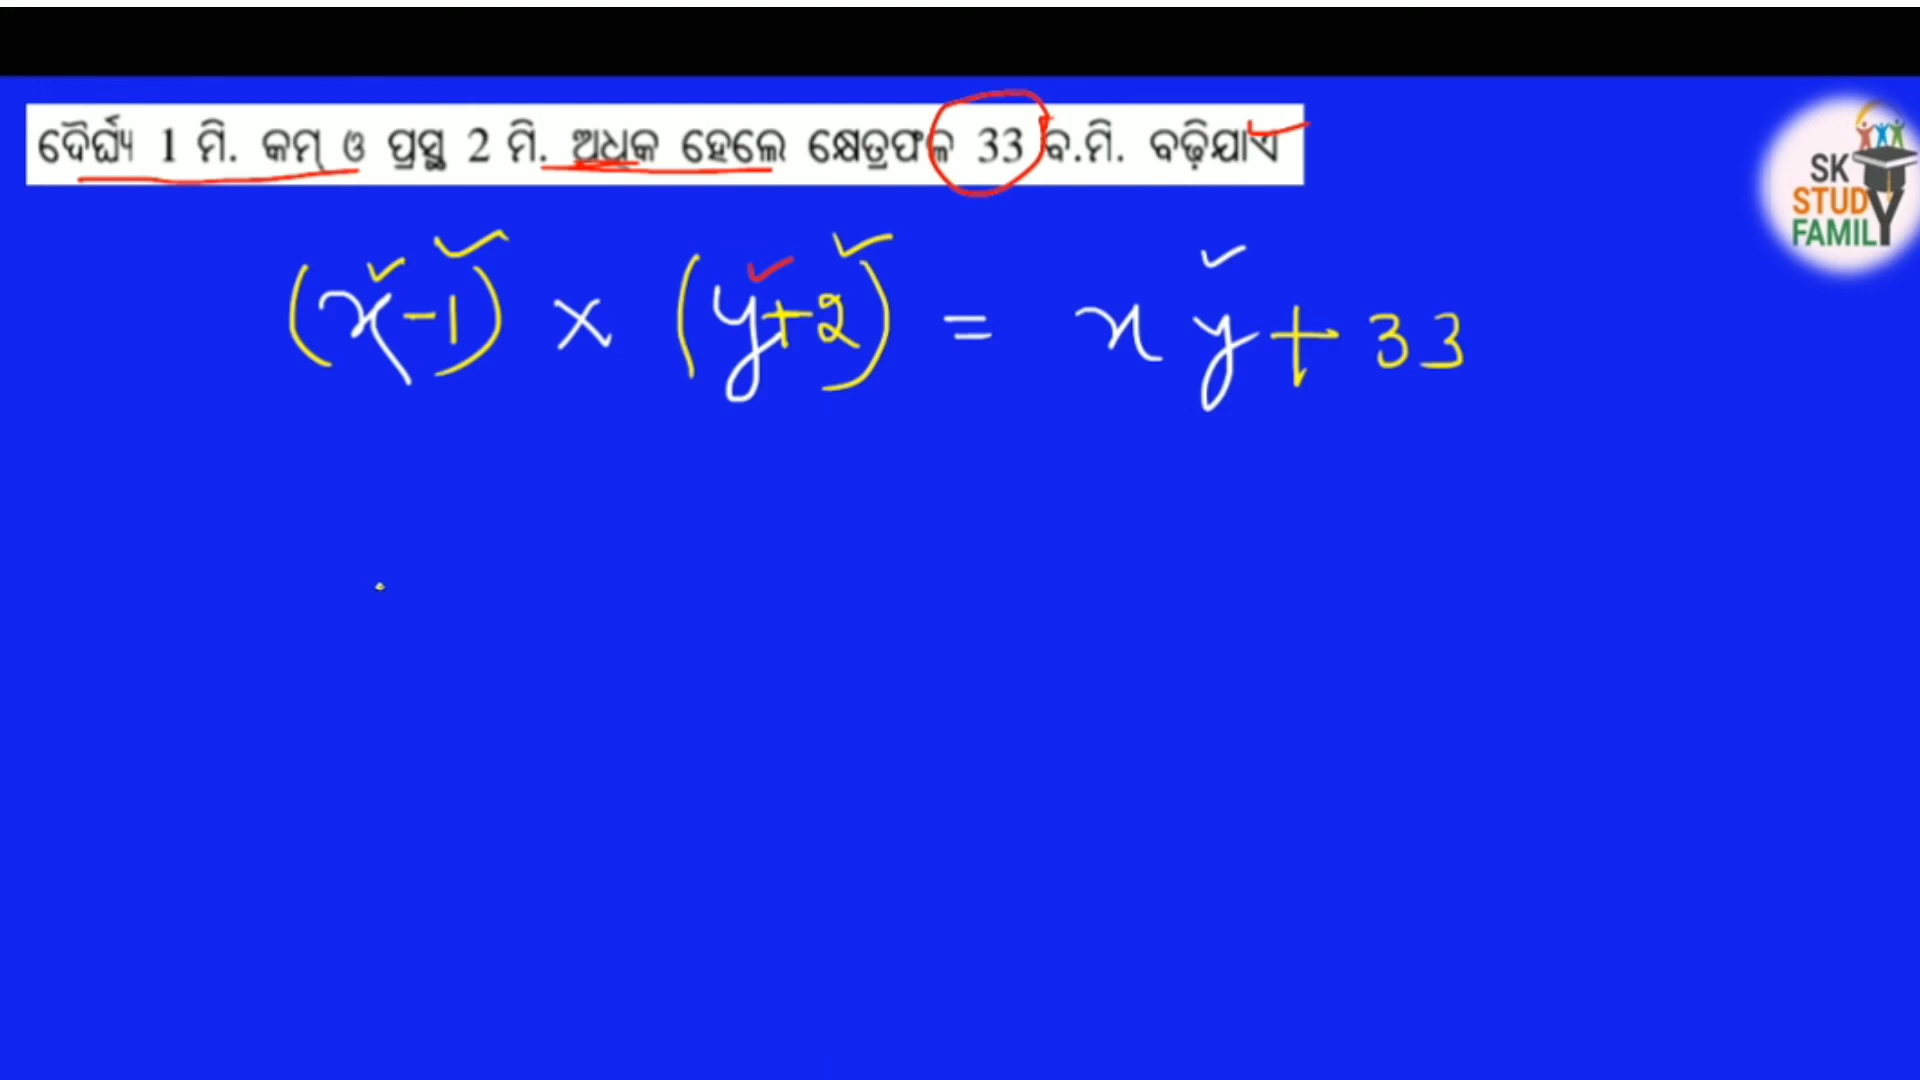 ଦୈର୍ଘ୍ୟ 1 ମି. କମ୍ ଓ ପ୍ରସ୍ଥ 2 ମି. ଅଧିକ ହେଲେ କ୍ଷେତ୍ରଫଳ 33 ବ.ମି. ବଢ଼ିଯାଏ
(x-1) × (y+2) = xy+33
SK
STUDY
FAMILY